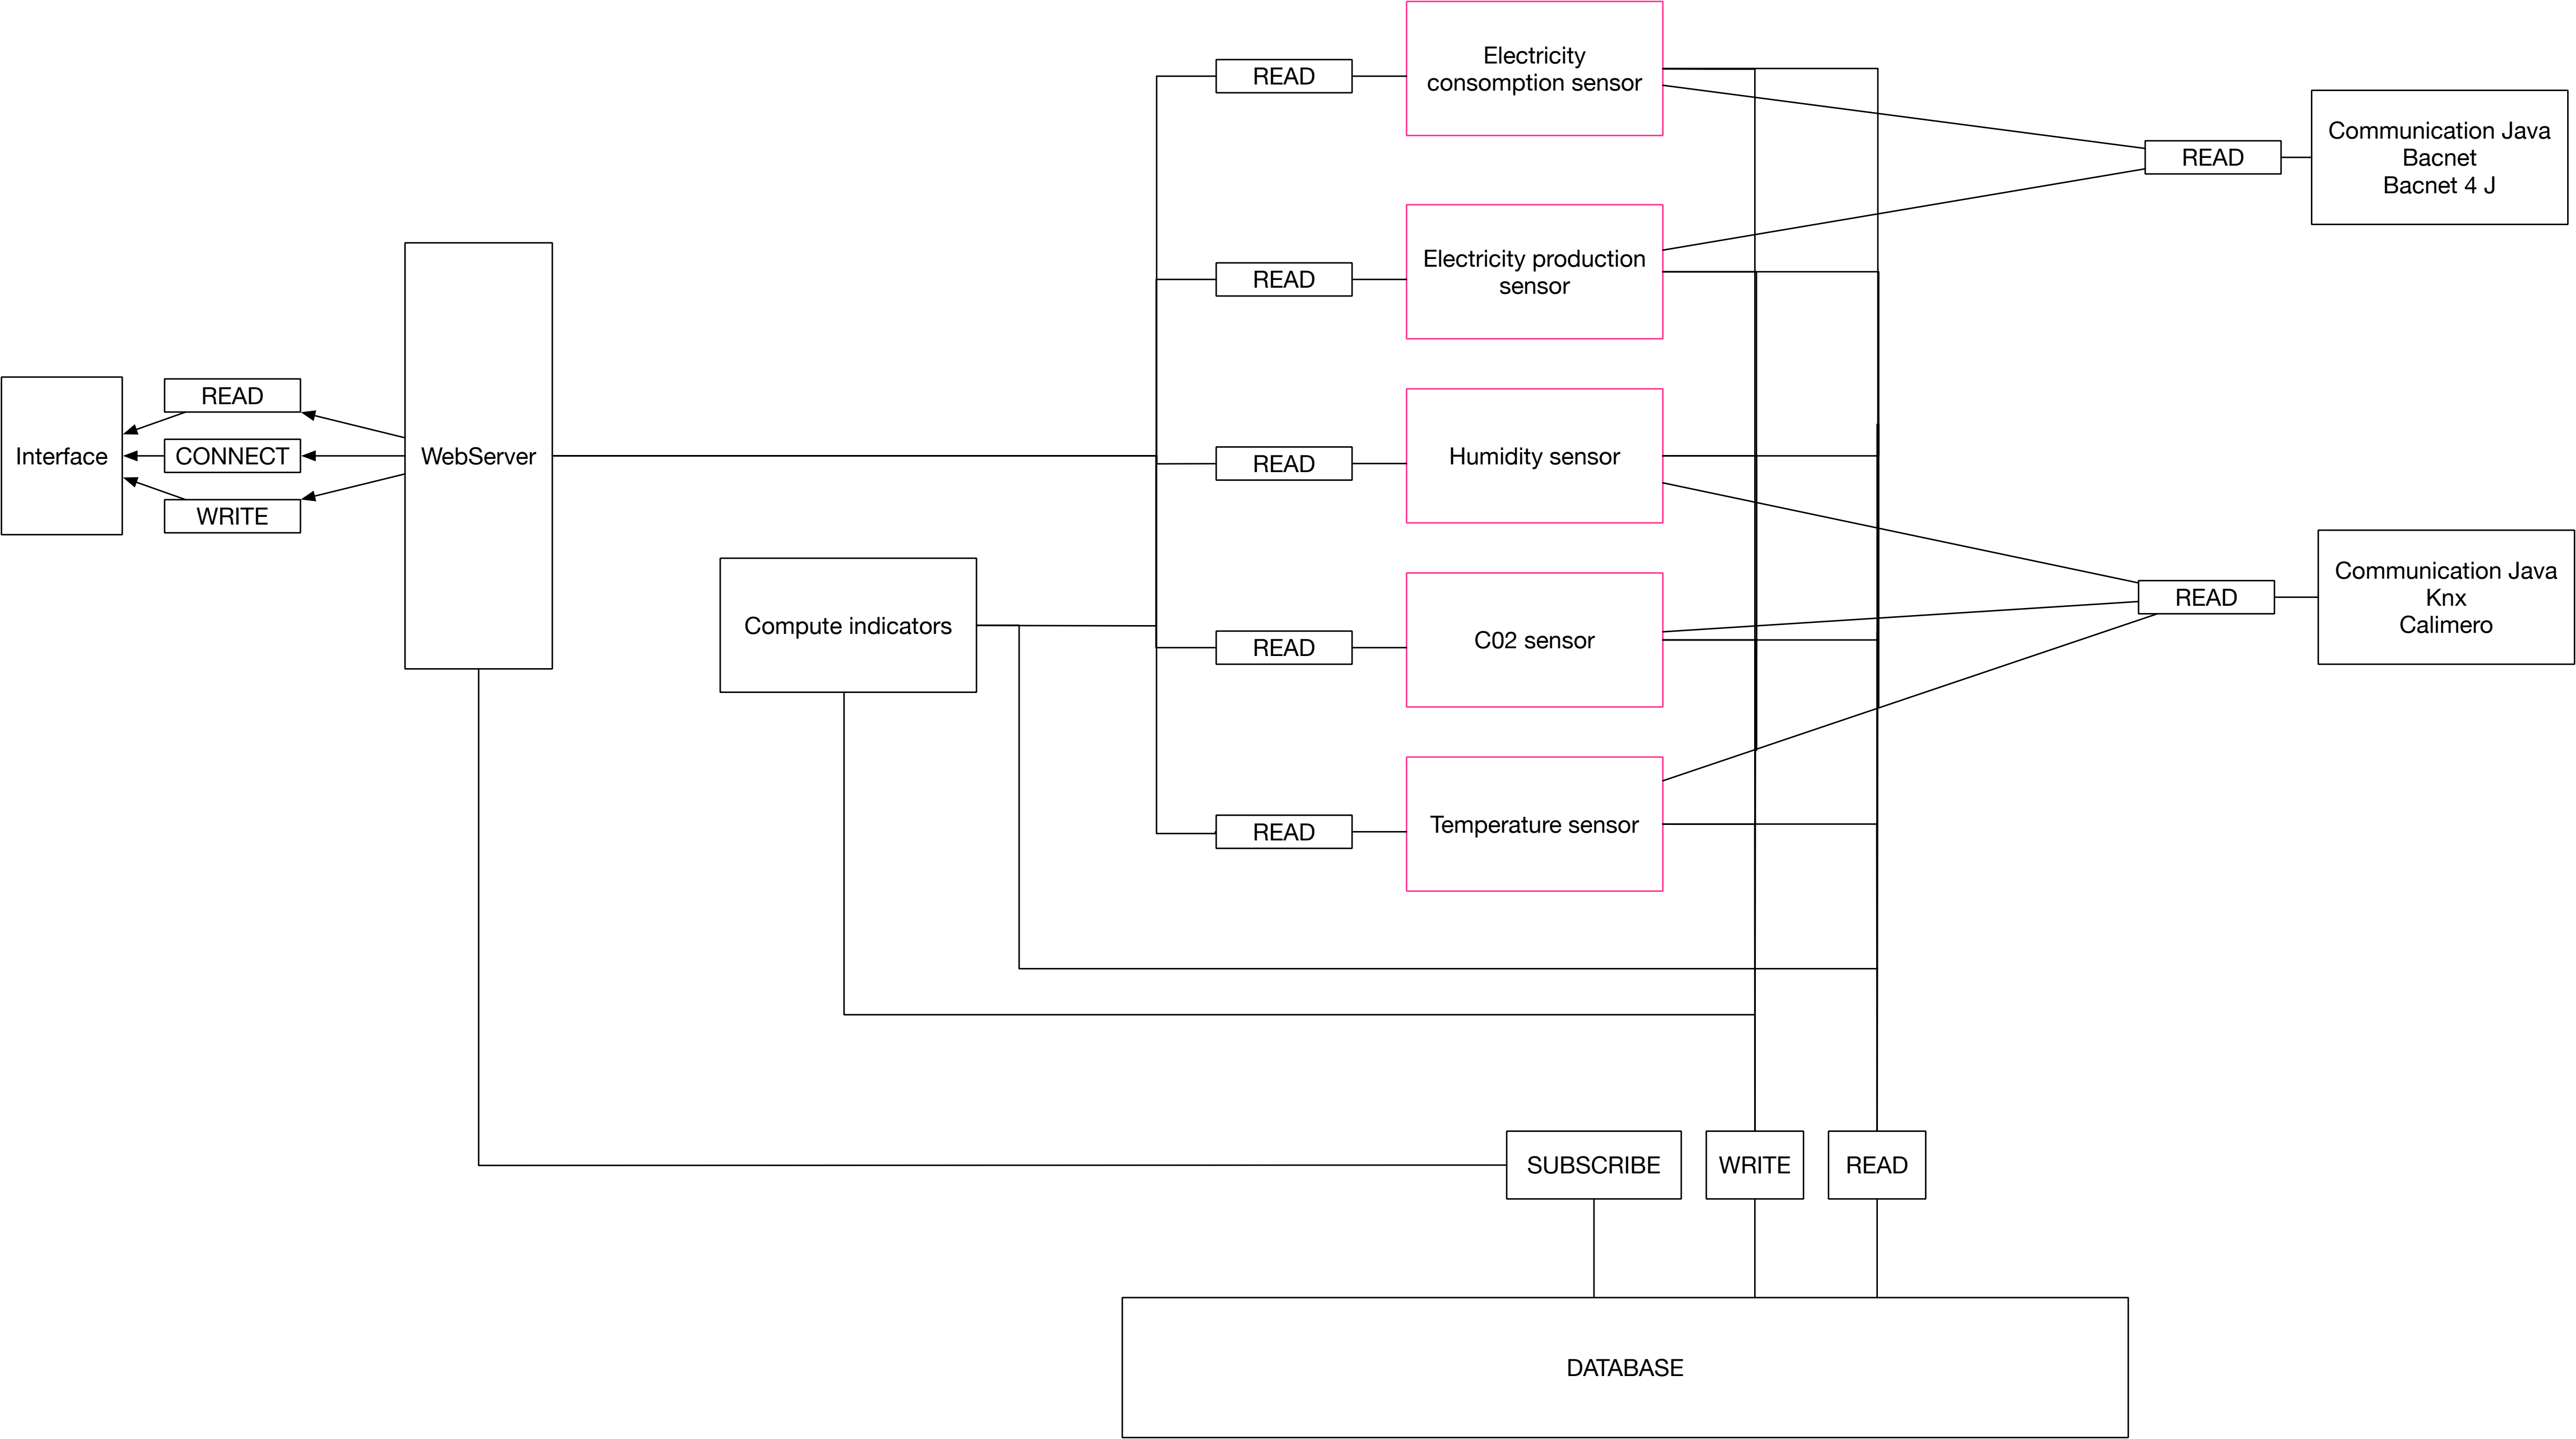 Electricity
consomption sensor
READ
Communication Java
Bacnet
Bacnet 4 J
READ
Electricity production
sensor
READ
Interface
READ
CONNECT
WRITE
WebServer
Humidity sensor
READ
Communication Java
Knx
Calimero
READ
Compute indicators
C02 sensor
READ
Temperature sensor
READ
SUBSCRIBE
WRITE
READ
DATABASE